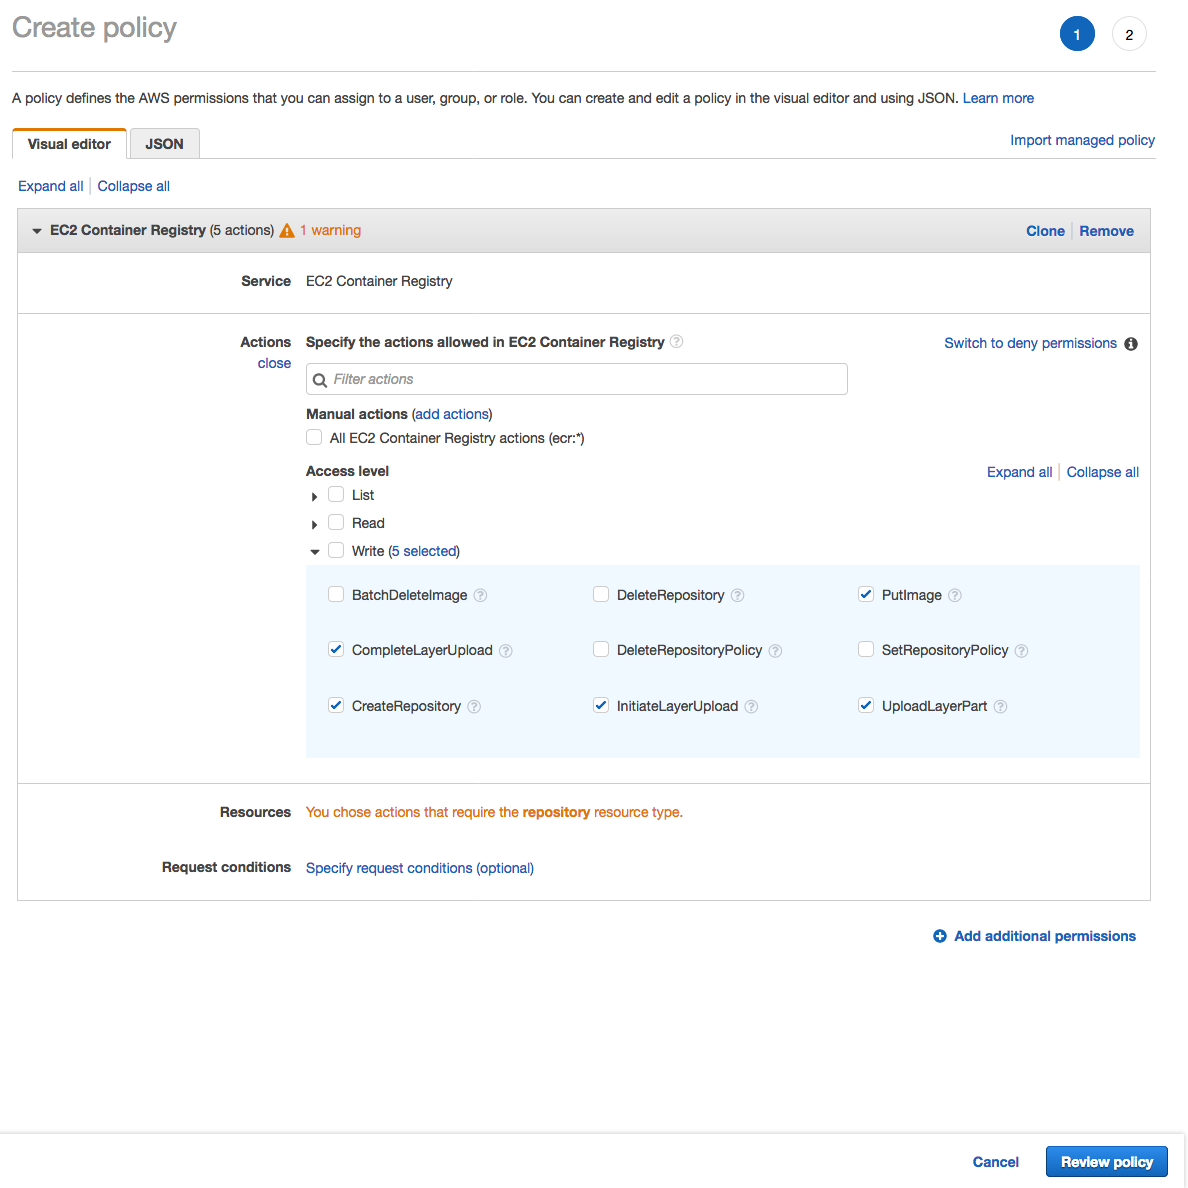 Create policy
1
2
A policy defines the AWS permissions that you can assign to a user, group, or role. You can create and edit a policy in the visual editor and using JSON. Learn more
Visual editor
JSON
Import managed policy
Expand all
Collapse all
EC2 Container Registry (5 actions) 1 warning
Clone
Remove
Service
EC2 Container Registry
Actions
close
Specify the actions allowed in EC2 Container Registry ?
Switch to deny permissions i
Filter actions
Manual actions (add actions)
All EC2 Container Registry actions (ecr:*)
Access level
Expand all
Collapse all
List
Read
Write (5 selected)
BatchDeleteImage ?
DeleteRepository ?
PutImage ?
CompleteLayerUpload ?
DeleteRepositoryPolicy ?
SetRepositoryPolicy ?
CreateRepository ?
InitiateLayerUpload ?
UploadLayerPart ?
Resources
You chose actions that require the repository resource type.
Request conditions
Specify request conditions (optional)
Add additional permissions
Cancel
Review policy